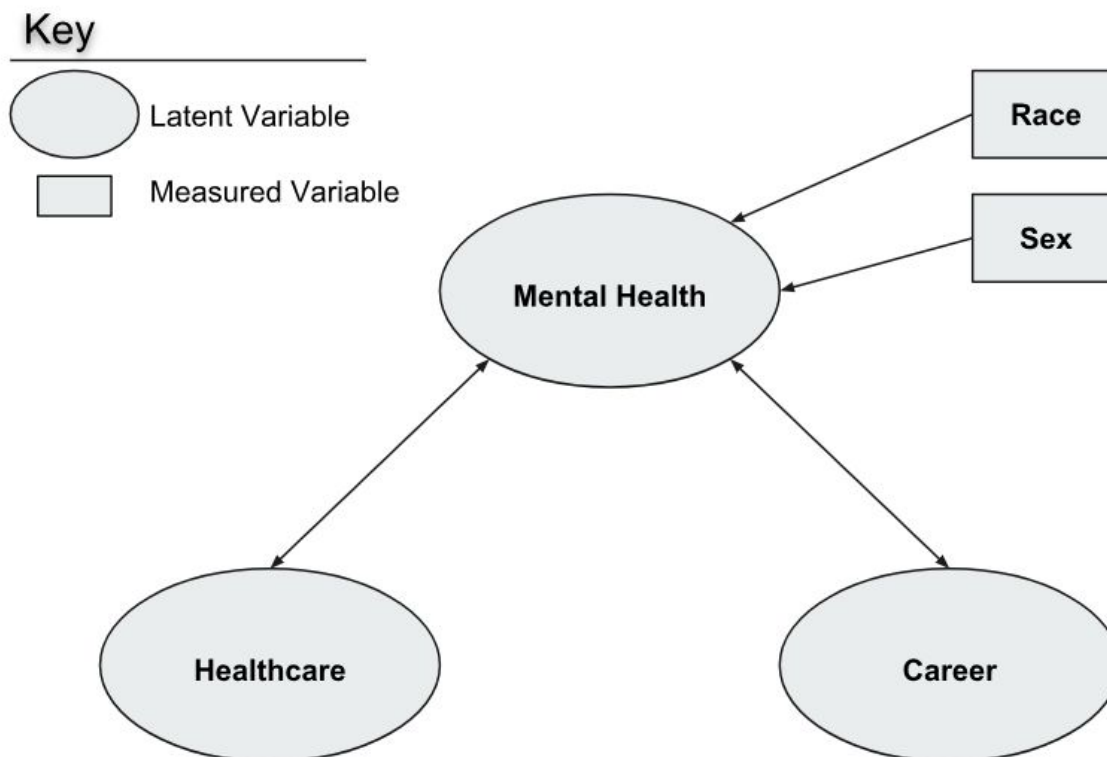 Key
Latent Variable
Measured Variable
Race
Sex
Mental Health
Healthcare
Career